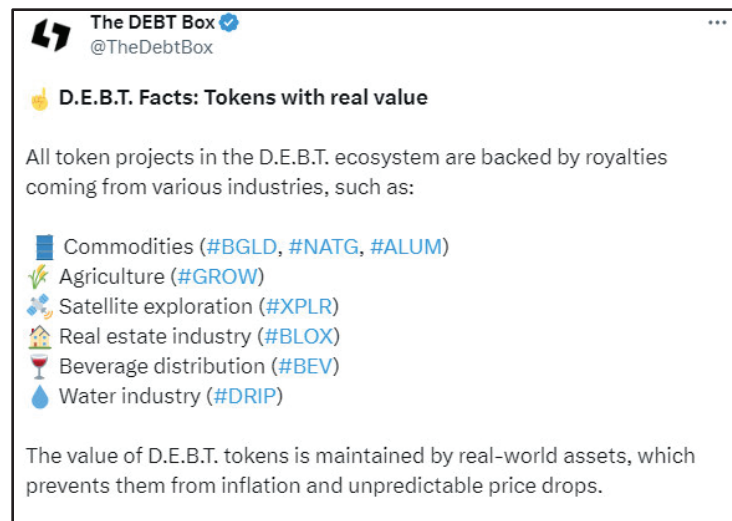 The DEBT Box
@TheDebtBox
D.E.B.T. Facts: Tokens with real value
All token projects in the D.E.B.T. ecosystem are backed by royalties
coming from various industries, such as:
Commodities (#BGLD, #NATG, #ALUM)
Agriculture (#GROW)
Satellite exploration (#XPLR)
Real estate industry (#BLOX)
Beverage distribution (#BEV)
Water industry (#DRIP)
The value of D.E.B.T. tokens is maintained by real-world assets, which
prevents them from inflation and unpredictable price drops.